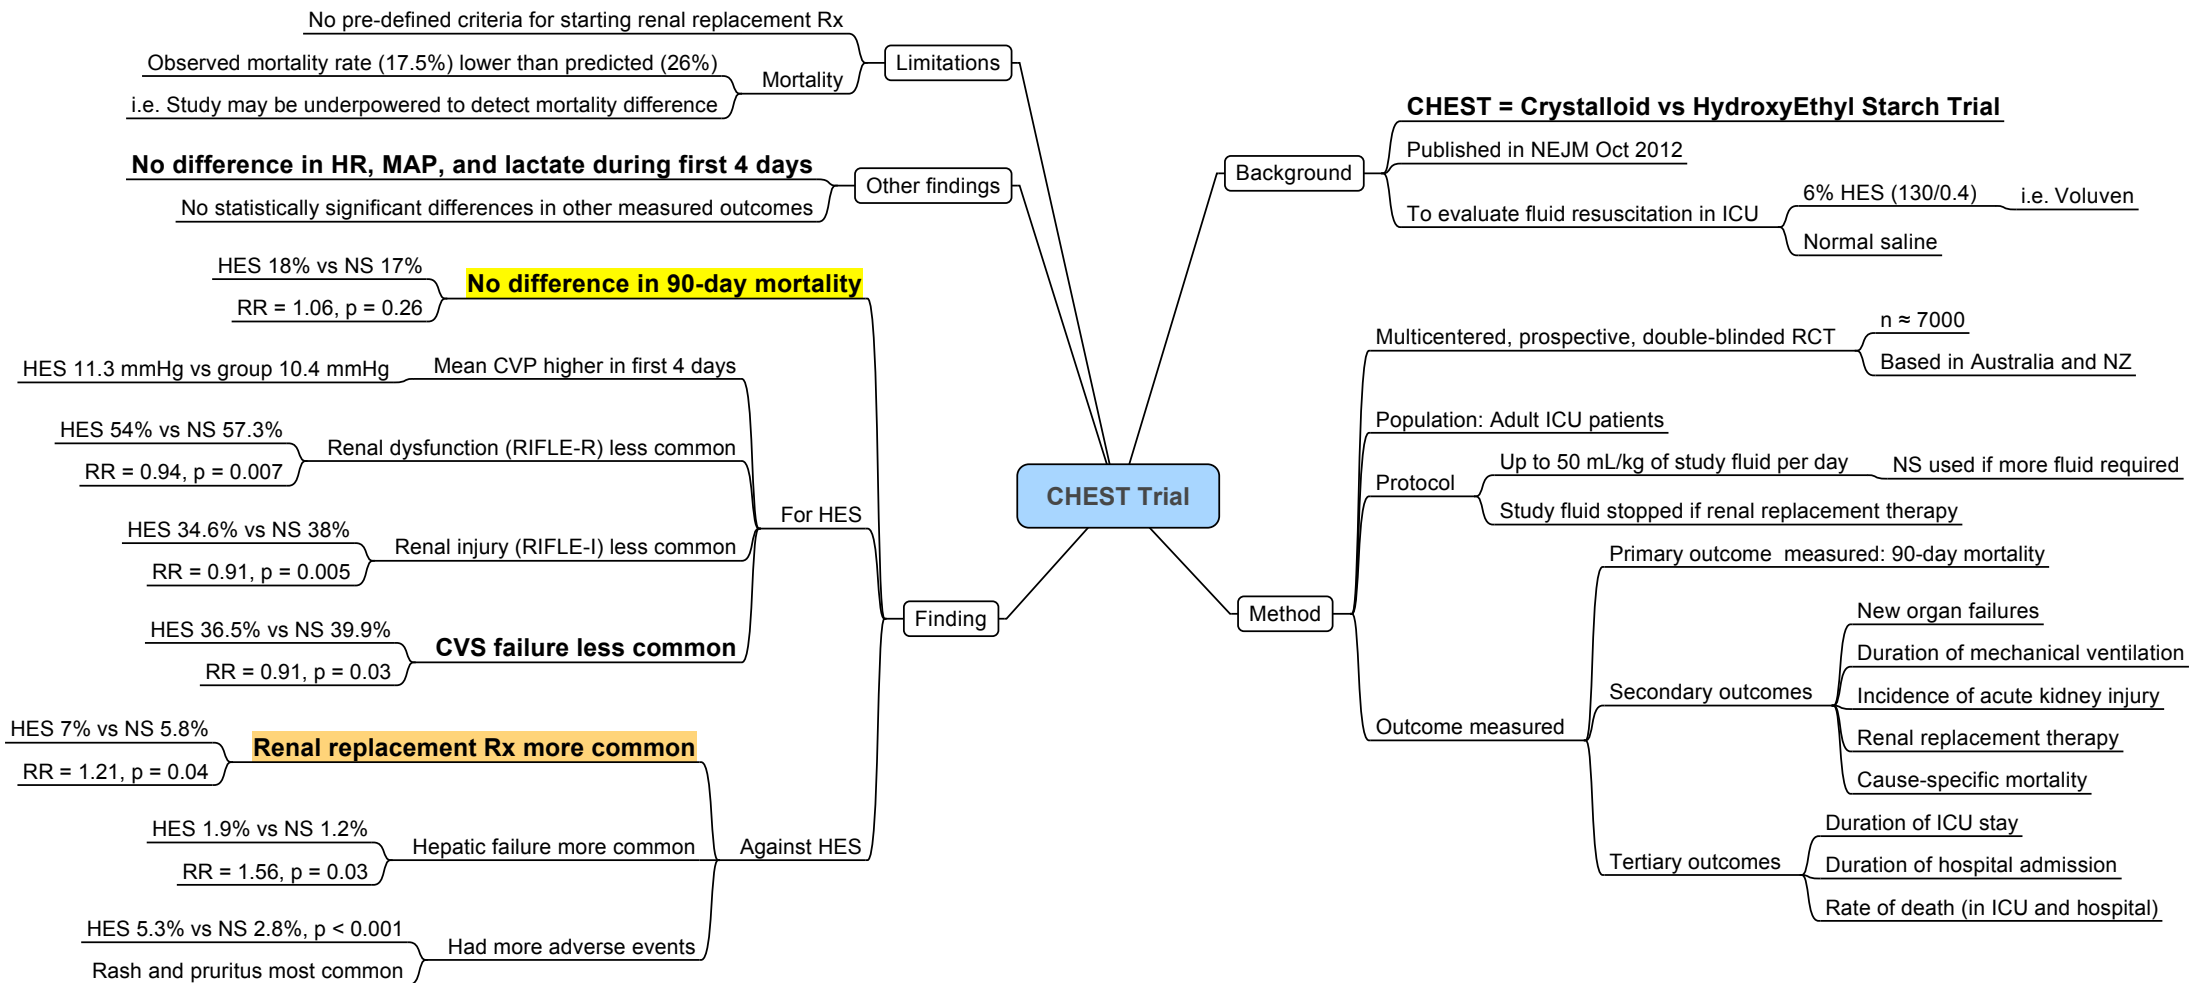 CHEST Trial
Background
CHEST = Crystalloid vs HydroxyEthyl Starch Trial
Published in NEJM Oct 2012
To evaluate fluid resuscitation in ICU
6% HES (130/0.4)
i.e. Voluven
Normal saline
Method
Multicentered, prospective, double-blinded RCT
n ≈ 7000
Based in Australia and NZ
Population: Adult ICU patients
Protocol
Up to 50 mL/kg of study fluid per day
NS used if more fluid required
Study fluid stopped if renal replacement therapy
Outcome measured
Primary outcome  measured: 90-day mortality
Secondary outcomes
New organ failures
Duration of mechanical ventilation
Incidence of acute kidney injury
Renal replacement therapy
Cause-specific mortality
Tertiary outcomes
Duration of ICU stay
Duration of hospital admission
Rate of death (in ICU and hospital)
Finding
No difference in 90-day mortality
HES 18% vs NS 17%
RR = 1.06, p = 0.26
For HES
Mean CVP higher in first 4 days
HES 11.3 mmHg vs group 10.4 mmHg
Renal dysfunction (RIFLE-R) less common
HES 54% vs NS 57.3%
RR = 0.94, p = 0.007
Renal injury (RIFLE-I) less common
HES 34.6% vs NS 38%
RR = 0.91, p = 0.005
CVS failure less common
HES 36.5% vs NS 39.9%
RR = 0.91, p = 0.03
Against HES
Renal replacement Rx more common
HES 7% vs NS 5.8%
RR = 1.21, p = 0.04
Hepatic failure more common
HES 1.9% vs NS 1.2%
RR = 1.56, p = 0.03
Had more adverse events
HES 5.3% vs NS 2.8%, p < 0.001
Rash and pruritus most common
Other findings
No difference in HR, MAP, and lactate during first 4 days
No statistically significant differences in other measured outcomes
Limitations
No pre-defined criteria for starting renal replacement Rx
Mortality
Observed mortality rate (17.5%) lower than predicted (26%)
i.e. Study may be underpowered to detect mortality difference